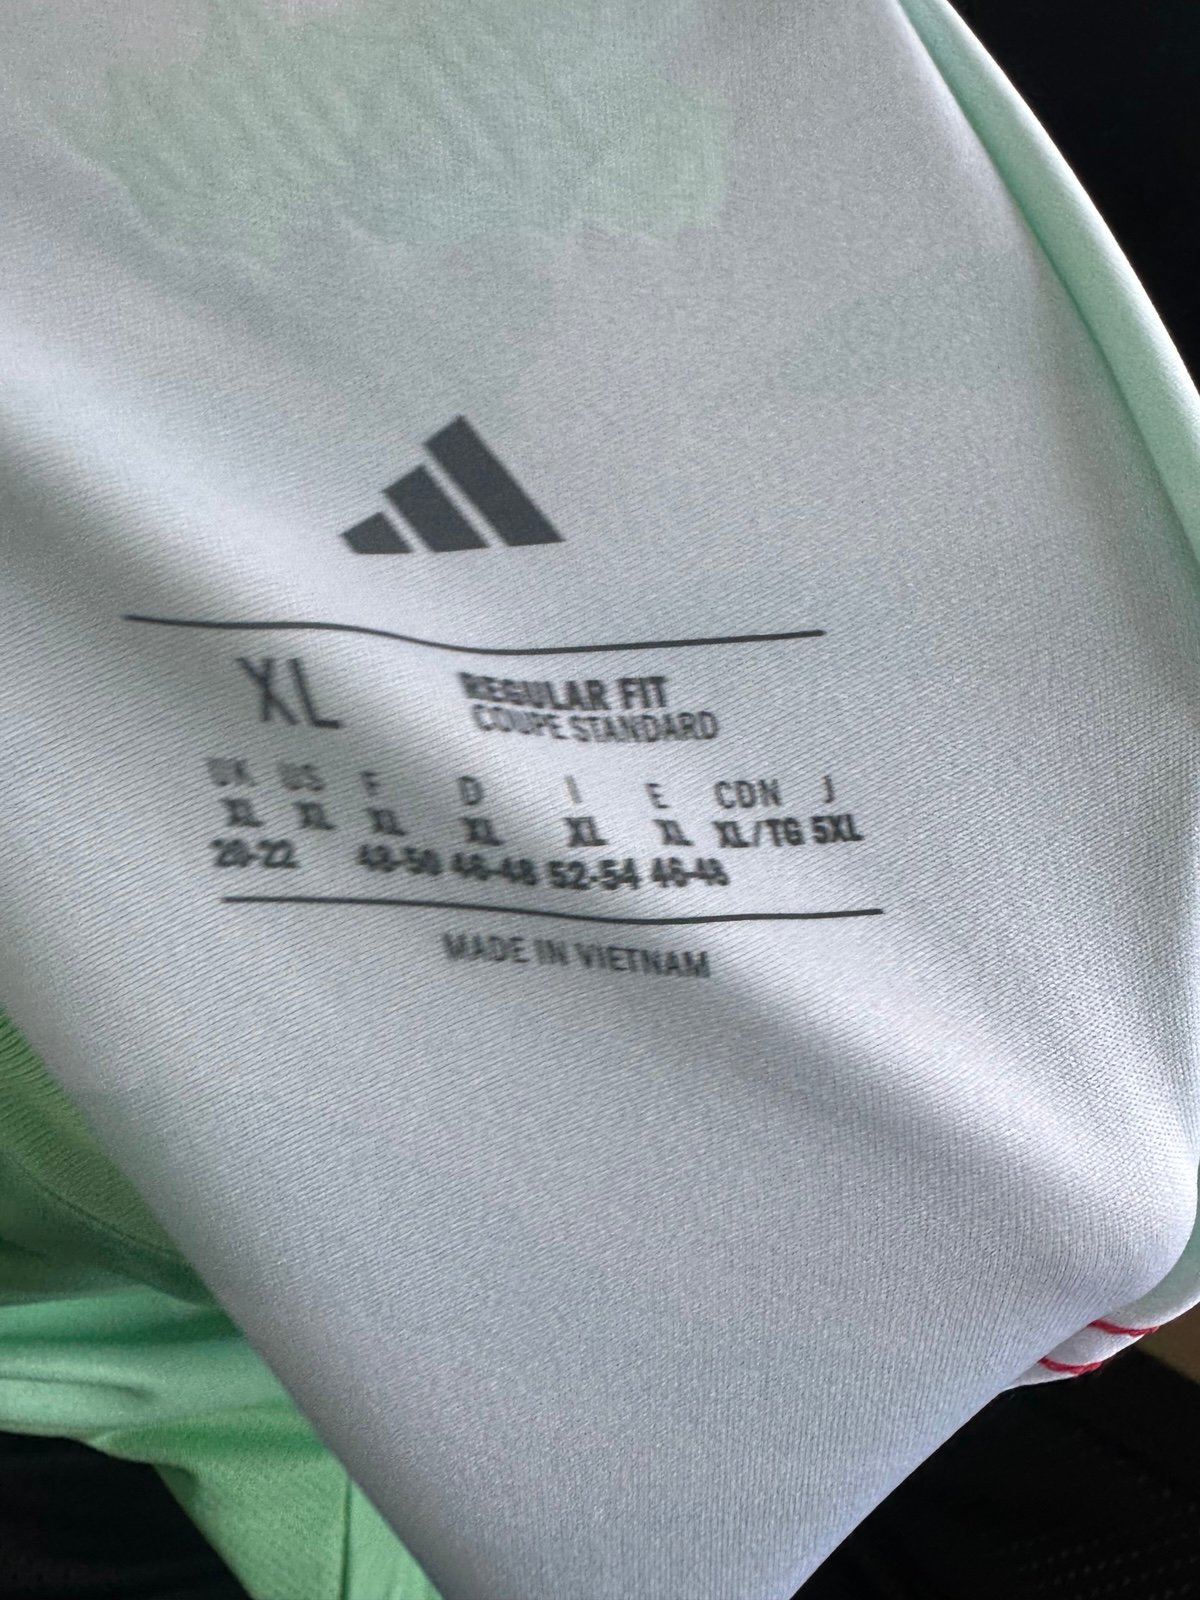 XL
REGULAR FIT
COUPE STANDARD
UK US F D I E CDN J
XL XL XL XL XL XL XL/TG 5XL
20-22 48-50 46-48 52-54 46-48
MADE IN VIETNAM